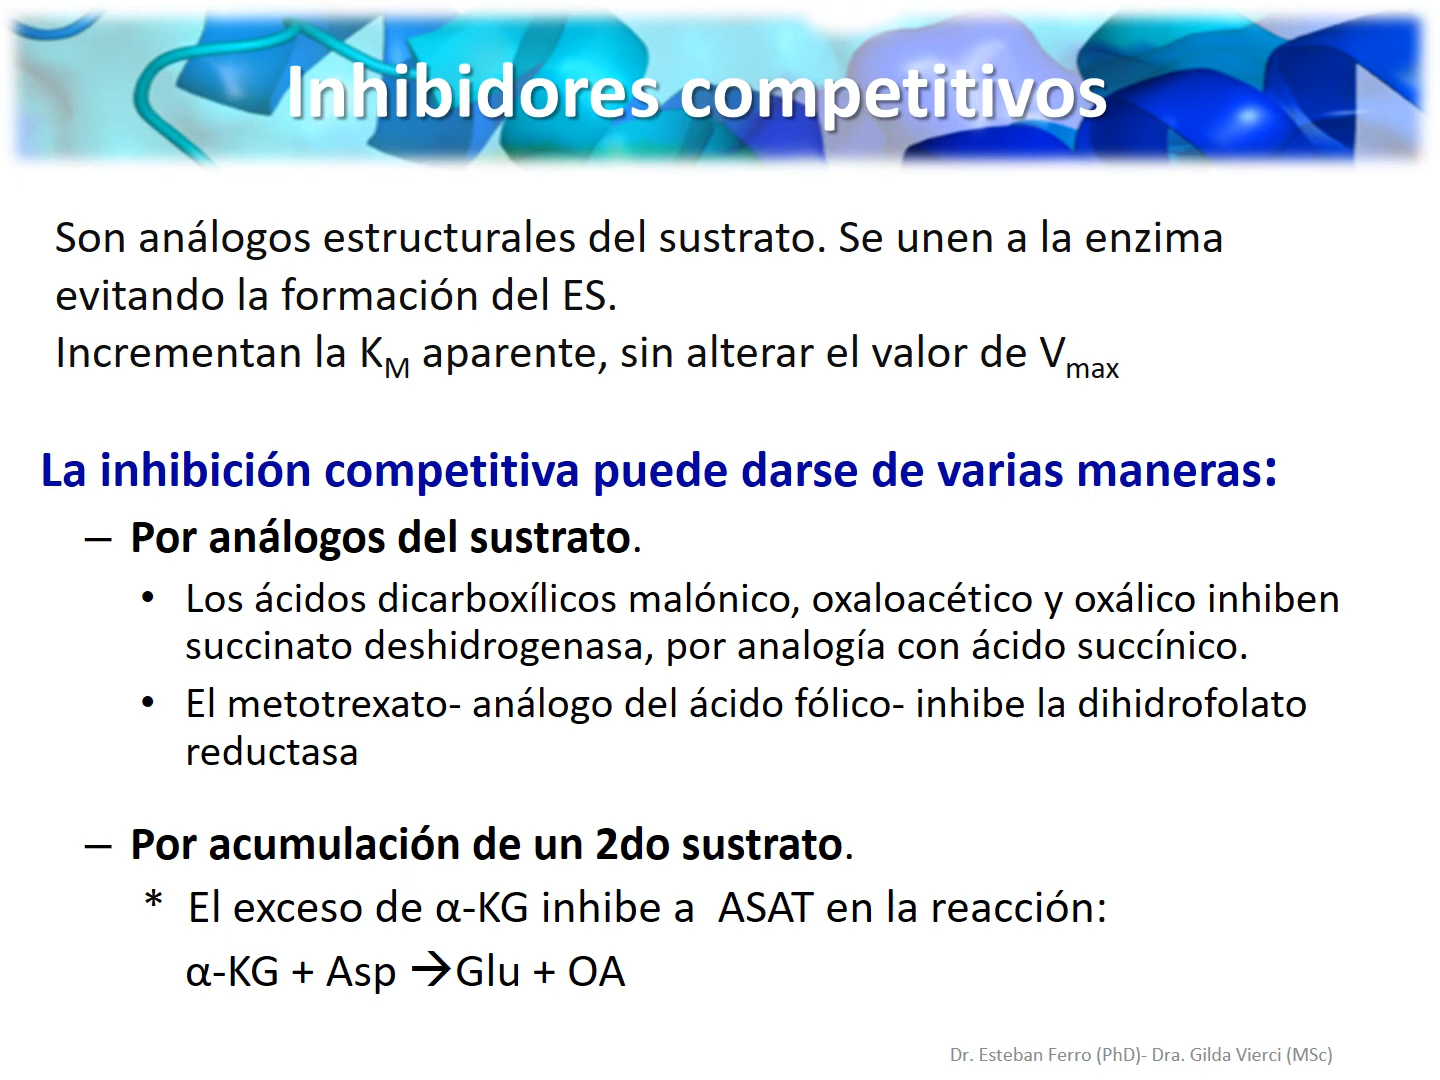 Inhibidores competitivos
Son análogos estructurales del sustrato. Se unen a la enzima
evitando la formación del ES.
Incrementan la KM aparente, sin alterar el valor de Vmax
La inhibición competitiva puede darse de varias maneras:
– Por análogos del sustrato.
• Los ácidos dicarboxílicos malónico, oxaloacético y oxálico inhiben
succinato deshidrogenasa, por analogía con ácido succínico.
• El metotrexato- análogo del ácido fólico- inhibe la dihidrofolato
reductasa
– Por acumulación de un 2do sustrato.
* El exceso de α-KG inhibe a  ASAT en la reacción:
α-KG + Asp →Glu + OA
Dr. Esteban Ferro (PhD)- Dra. Gilda Vierci (MSc)